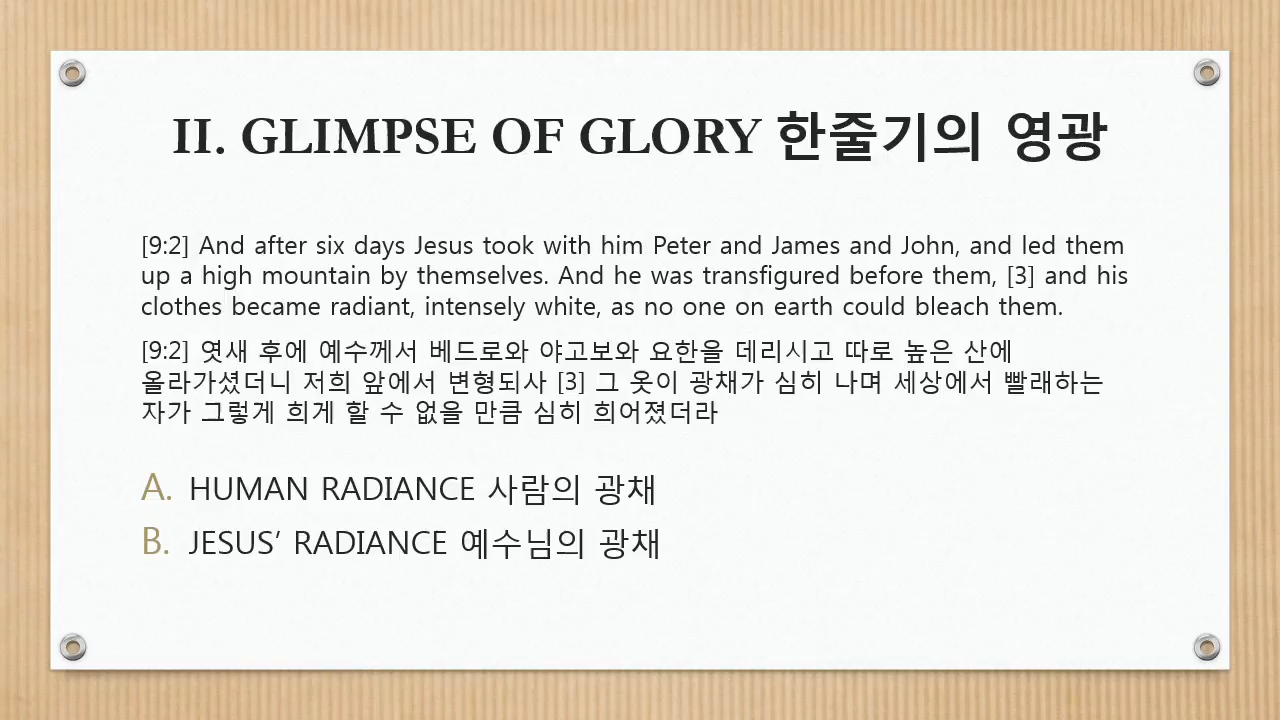 II. GLIMPSE OF GLORY 한줄기의 영광
[9:2] And after six days Jesus took with him Peter and James and John, and led them
up a high mountain by themselves. And he was transfigured before them, [3] and his
clothes became radiant, intensely white, as no one on earth could bleach them.
[9:2] 엿새 후에 예수께서 베드로와 야고보와 요한을 데리시고 따로 높은 산에
올라가셨더니 저희 앞에서 변형되사 [3] 그 옷이 광채가 심히 나며 세상에서 빨래하는
자가 그렇게 희게 할 수 없을 만큼 심히 희어졌더라
A. HUMAN RADIANCE 사람의 광채
B. JESUS’ RADIANCE 예수님의 광채